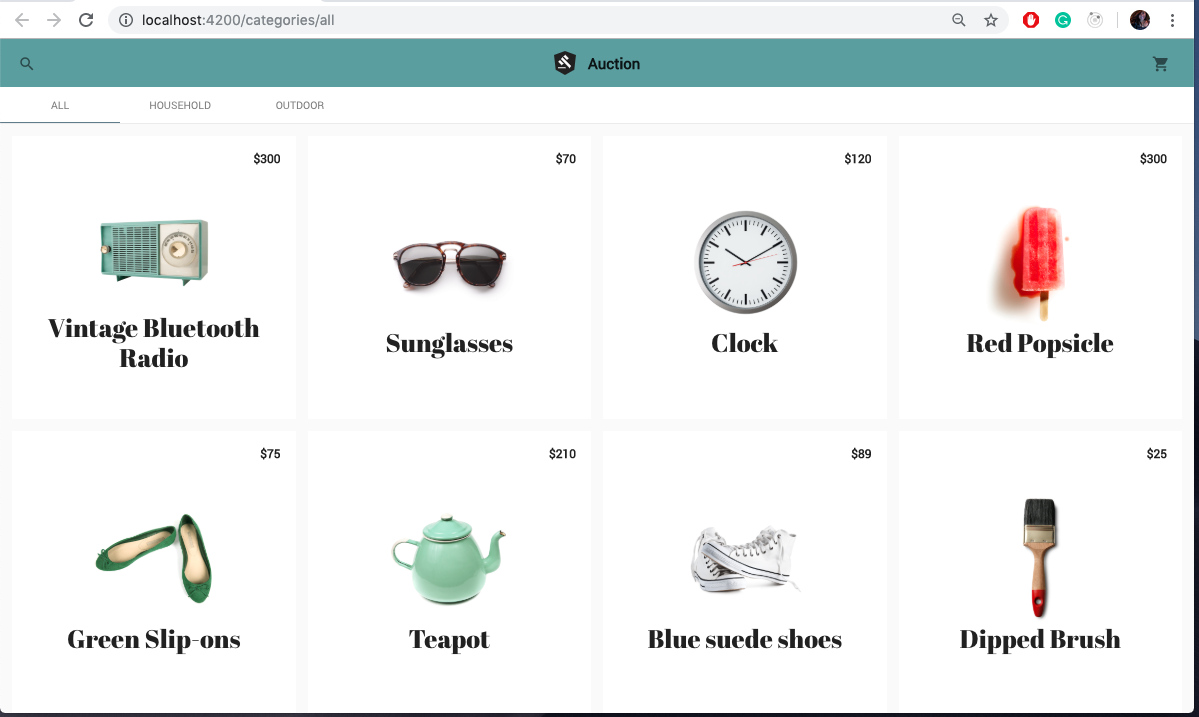 localhost:4200/categories/all
Auction
ALL HOUSEHOLD OUTDOOR
$300
Vintage Bluetooth
Radio
$70
Sunglasses
$120
Clock
$300
Red Popsicle
$75
Green Slip-ons
$210
Teapot
$89
Blue suede shoes
$25
Dipped Brush